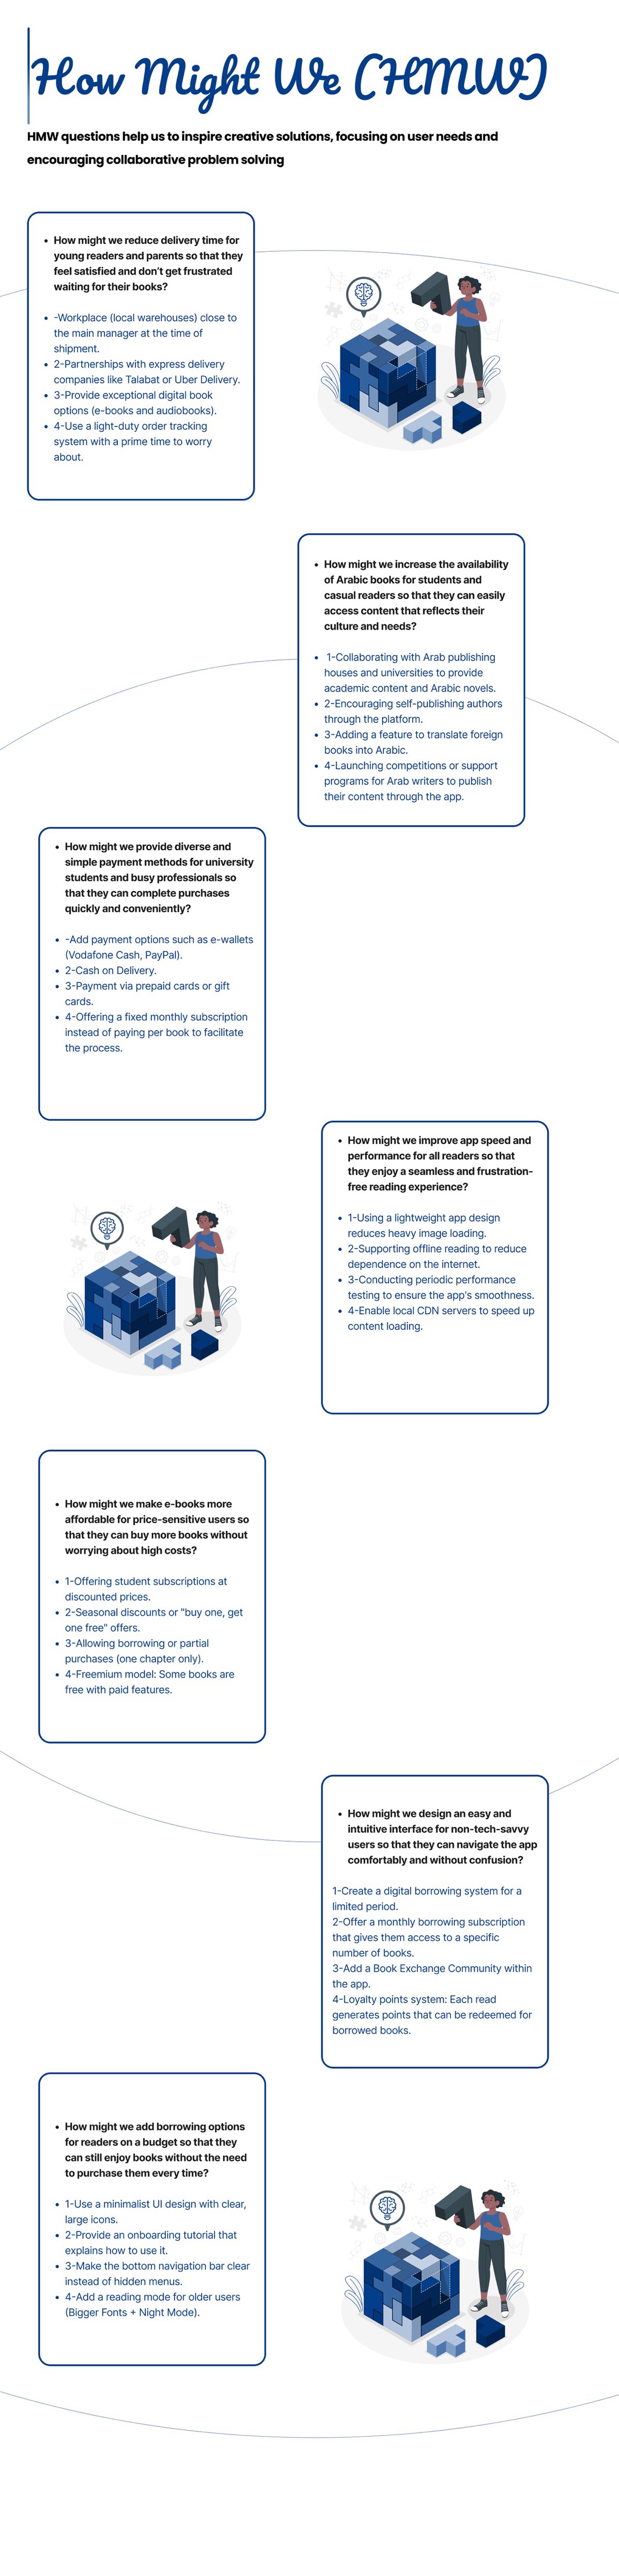 How Might We (HMW)
HMW questions help us to inspire creative solutions, focusing on user needs and
encouraging collaborative problem solving
• How might we reduce delivery time for
young readers and parents so that they
feel satisfied and don't get frustrated
waiting for their books?
• -Workplace (local warehouses) close to
the main manager at the time of
shipment.
• 2-Partnerships with express delivery
companies like Talabat or Uber Delivery.
• 3-Provide exceptional digital book
options (e-books and audiobooks).
• 4-Use a light-duty order tracking
system with a prime time to worry
about.
• How might we increase the availability
of Arabic books for students and
casual readers so that they can easily
access content that reflects their
culture and needs?
• 1-Collaborating with Arab publishing
houses and universities to provide
academic content and Arabic novels.
• 2-Encouraging self-publishing authors
through the platform.
• 3-Adding a feature to translate foreign
books into Arabic.
• 4-Launching competitions or support
programs for Arab writers to publish
their content through the app.
• How might we provide diverse and
simple payment methods for university
students and busy professionals so
that they can complete purchases
quickly and conveniently?
• -Add payment options such as e-wallets
(Vodafone Cash, PayPal).
• 2-Cash on Delivery.
• 3-Payment via prepaid cards or gift
cards.
• 4-Offering a fixed monthly subscription
instead of paying per book to facilitate
the process.
• How might we improve app speed and
performance for all readers so that
they enjoy a seamless and frustration-
free reading experience?
• 1-Using a lightweight app design
reduces heavy image loading.
• 2-Supporting offline reading to reduce
dependence on the internet.
• 3-Conducting periodic performance
testing to ensure the app's smoothness.
• 4-Enable local CDN servers to speed up
content loading.
• How might we make e-books more
affordable for price-sensitive users so
that they can buy more books without
worrying about high costs?
• 1-Offering student subscriptions at
discounted prices.
• 2-Seasonal discounts or "buy one, get
one free" offers.
• 3-Allowing borrowing or partial
purchases (one chapter only).
• 4-Freemium model: Some books are
free with paid features.
• How might we design an easy and
intuitive interface for non-tech-savvy
users so that they can navigate the app
comfortably and without confusion?
1-Create a digital borrowing system for a
limited period.
2-Offer a monthly borrowing subscription
that gives them access to a specific
number of books.
3-Add a Book Exchange Community within
the app.
4-Loyalty points system: Each read
generates points that can be redeemed for
borrowed books.
• How might we add borrowing options
for readers on a budget so that they
can still enjoy books without the need
to purchase them every time?
• 1-Use a minimalist UI design with clear,
large icons.
• 2-Provide an onboarding tutorial that
explains how to use it.
• 3-Make the bottom navigation bar clear
instead of hidden menus.
• 4-Add a reading mode for older users
(Bigger Fonts + Night Mode).